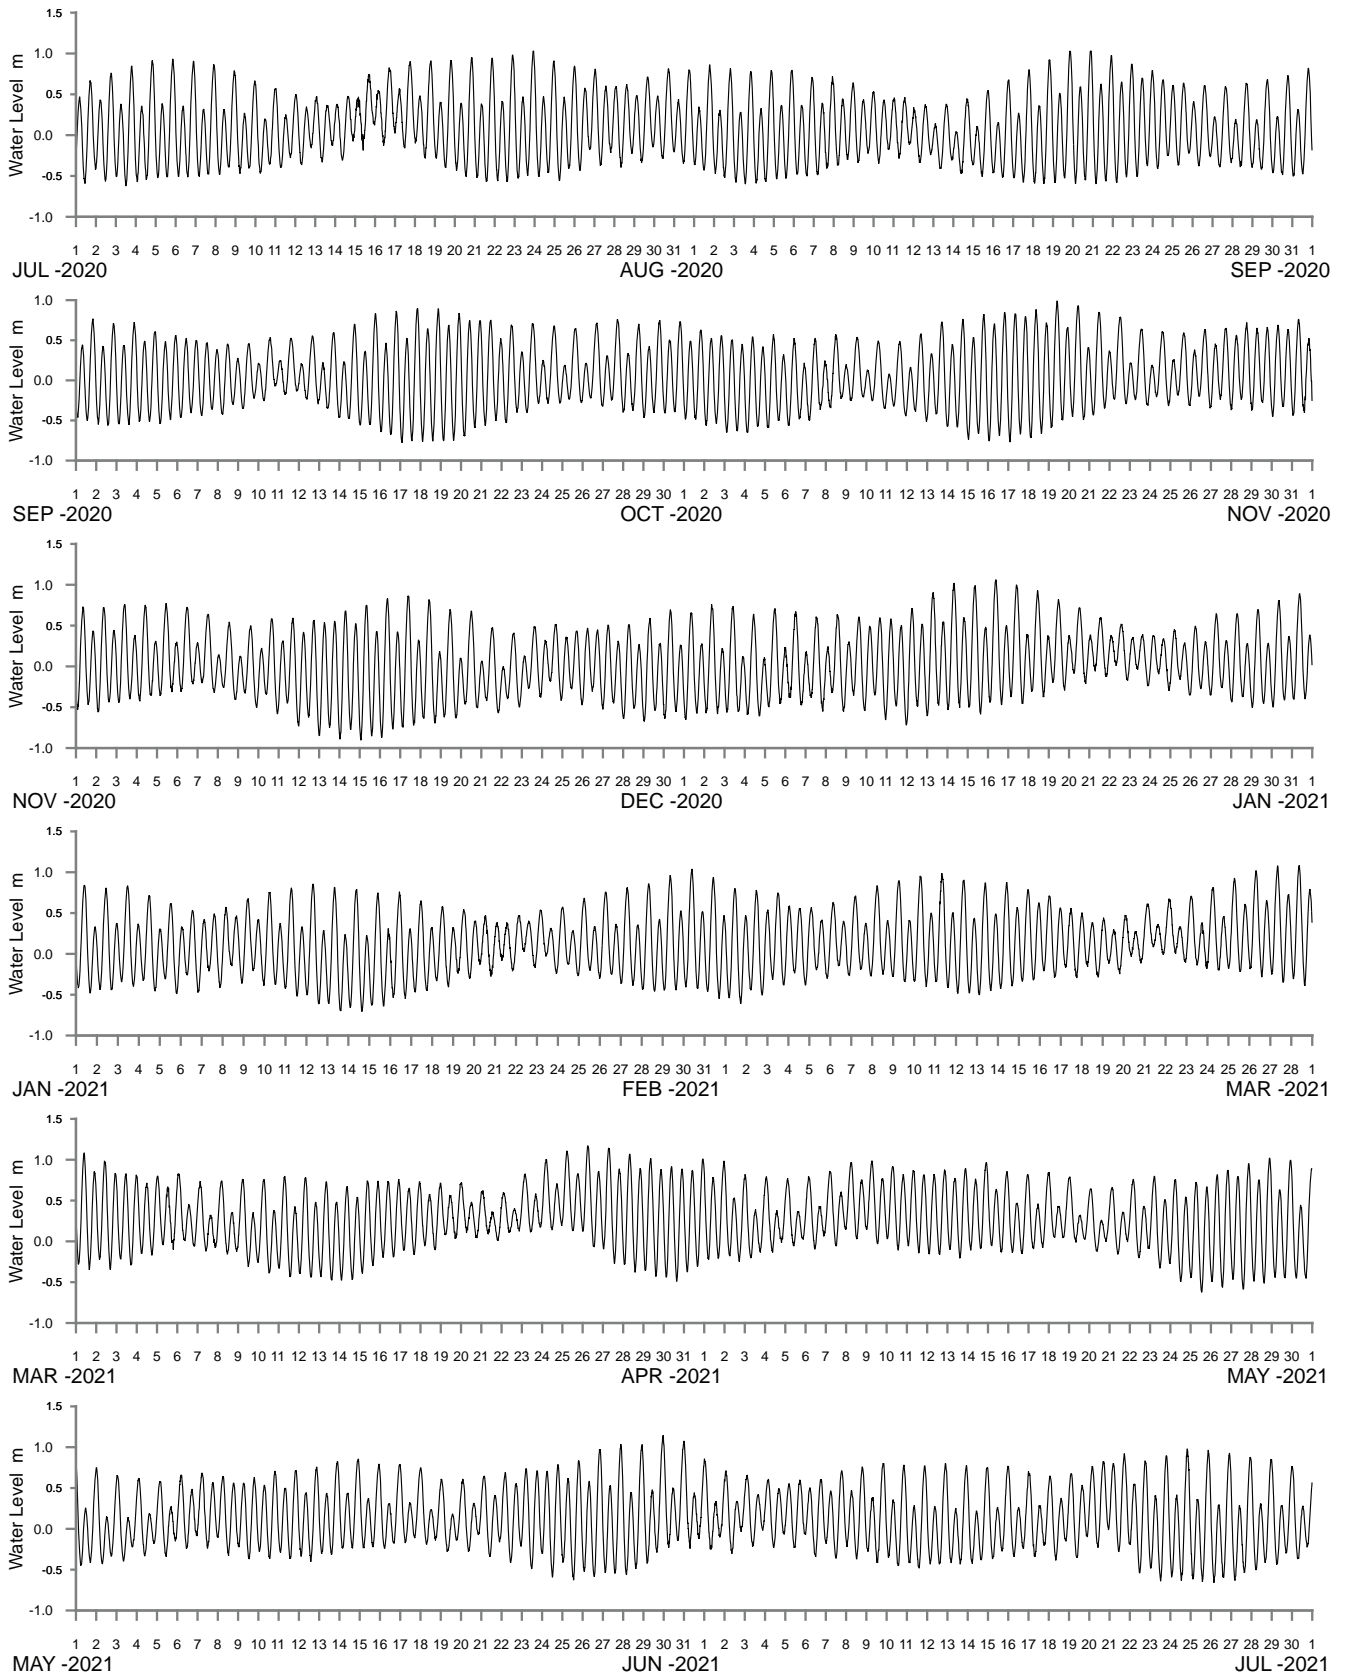 1.5
1.0
0.5
0.0
-0.5
-1.0
Water Level m
1 2 3 4 5 6 7 8 9 10 11 12 13 14 15 16 17 18 19 20 21 22 23 24 25 26 27 28 29 30 31 1 2 3 4 5 6 7 8 9 10 11 12 13 14 15 16 17 18 19 20 21 22 23 24 25 26 27 28 29 30 31 1
JUL -2020 AUG -2020 SEP -2020
1.0
0.5
0.0
-0.5
-1.0
Water Level m
1 2 3 4 5 6 7 8 9 10 11 12 13 14 15 16 17 18 19 20 21 22 23 24 25 26 27 28 29 30 1 2 3 4 5 6 7 8 9 10 11 12 13 14 15 16 17 18 19 20 21 22 23 24 25 26 27 28 29 30 31 1
SEP -2020 OCT -2020 NOV -2020
1.5
1.0
0.5
0.0
-0.5
-1.0
Water Level m
1 2 3 4 5 6 7 8 9 10 11 12 13 14 15 16 17 18 19 20 21 22 23 24 25 26 27 28 29 30 1 2 3 4 5 6 7 8 9 10 11 12 13 14 15 16 17 18 19 20 21 22 23 24 25 26 27 28 29 30 31 1
NOV -2020 DEC -2020 JAN -2021
1.5
1.0
0.5
0.0
-0.5
-1.0
Water Level m
1 2 3 4 5 6 7 8 9 10 11 12 13 14 15 16 17 18 19 20 21 22 23 24 25 26 27 28 29 30 31 1 2 3 4 5 6 7 8 9 10 11 12 13 14 15 16 17 18 19 20 21 22 23 24 25 26 27 28 1
JAN -2021 FEB -2021 MAR -2021
1.5
1.0
0.5
0.0
-0.5
-1.0
Water Level m
1 2 3 4 5 6 7 8 9 10 11 12 13 14 15 16 17 18 19 20 21 22 23 24 25 26 27 28 29 30 31 1 2 3 4 5 6 7 8 9 10 11 12 13 14 15 16 17 18 19 20 21 22 23 24 25 26 27 28 29 30 1
MAR -2021 APR -2021 MAY -2021
1.5
1.0
0.5
0.0
-0.5
-1.0
Water Level m
1 2 3 4 5 6 7 8 9 10 11 12 13 14 15 16 17 18 19 20 21 22 23 24 25 26 27 28 29 30 31 1 2 3 4 5 6 7 8 9 10 11 12 13 14 15 16 17 18 19 20 21 22 23 24 25 26 27 28 29 30 1
MAY -2021 JUN -2021 JUL -2021